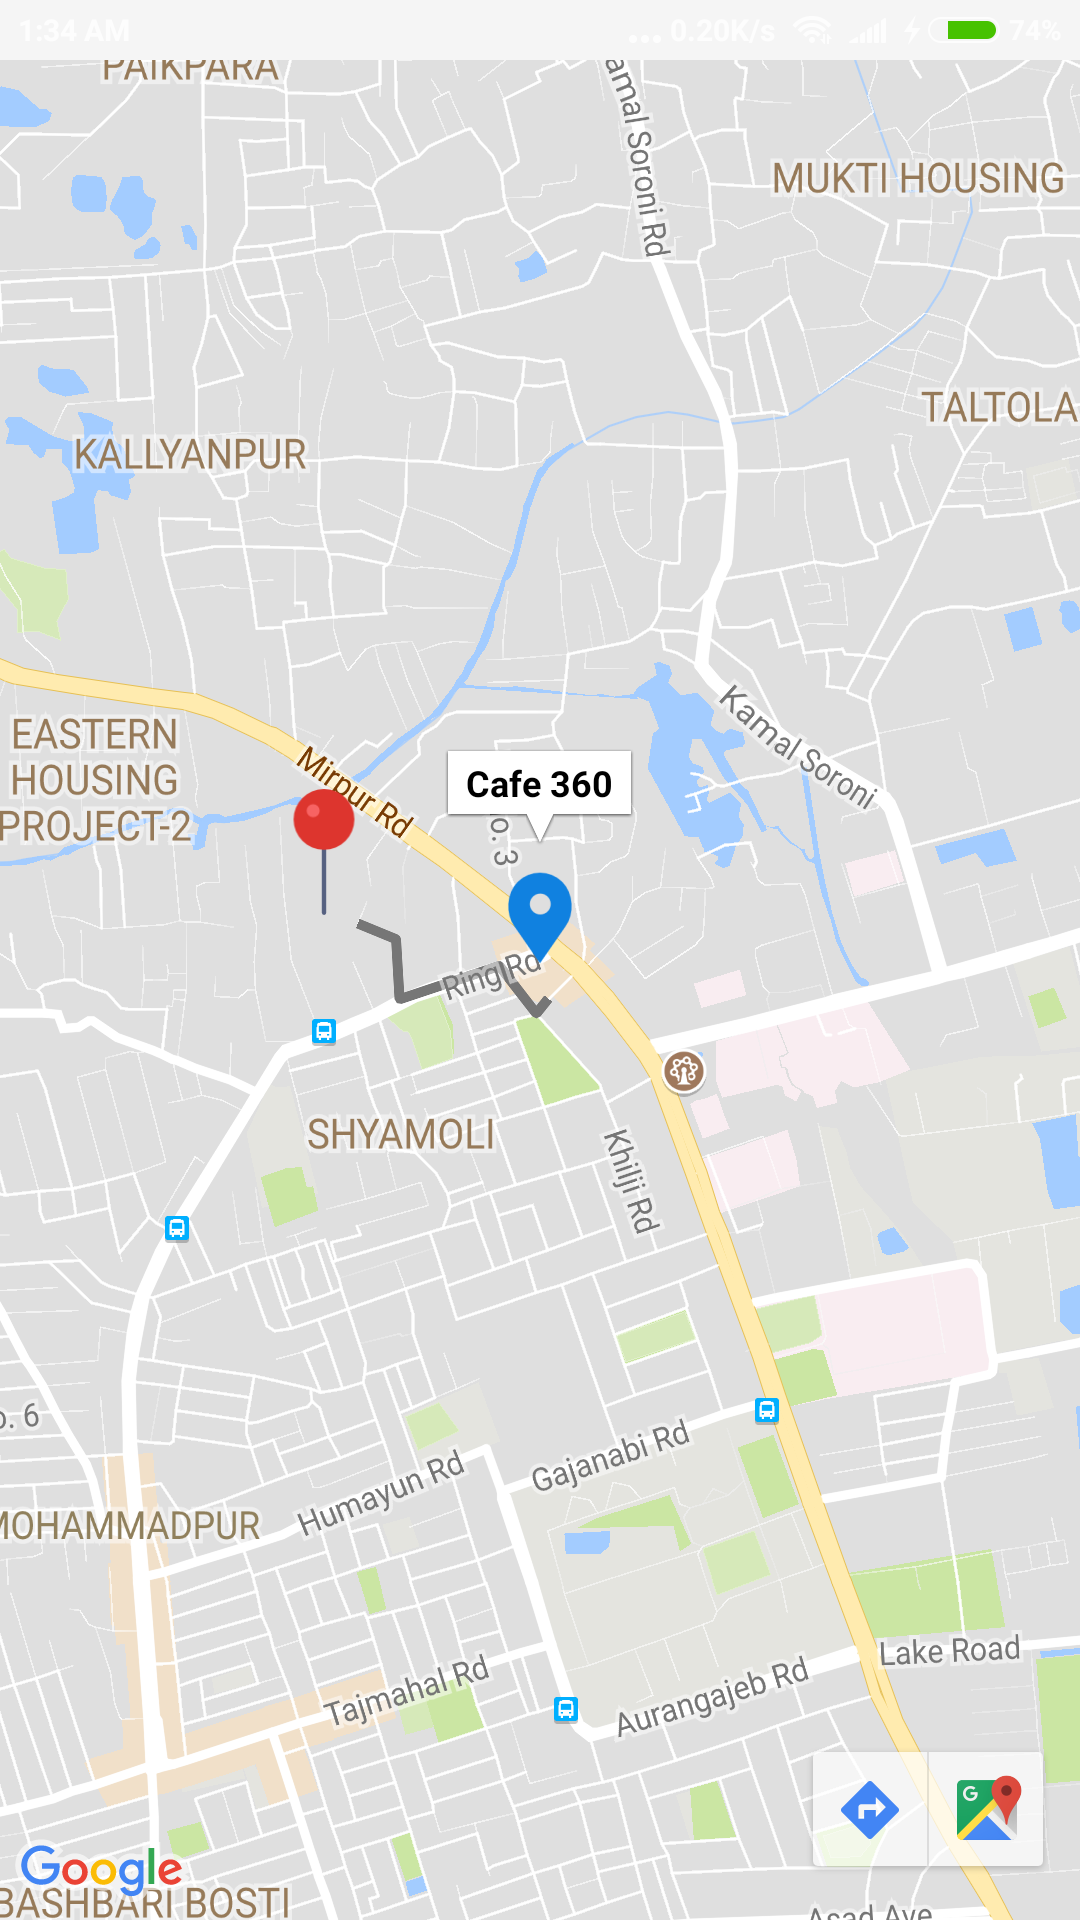 1:34 AM
... 0.20K/s
74%
PAIKPARA
amal Soroni Rd
MUKTI HOUSING
TALTOLA
KALLYANPUR
EASTERN
HOUSING
PROJECT-2
Mirpur Rd
Kamal Soroni
Cafe 360
o. 3
Ring Rd
SHYAMOLI
Khilji Rd
o. 6
Gajanabi Rd
Humayun Rd
MOHAMMADPUR
Lake Road
Tajmahal Rd
Aurangajeb Rd
G
Google
BASHBARI BOSTI
Asad Ave